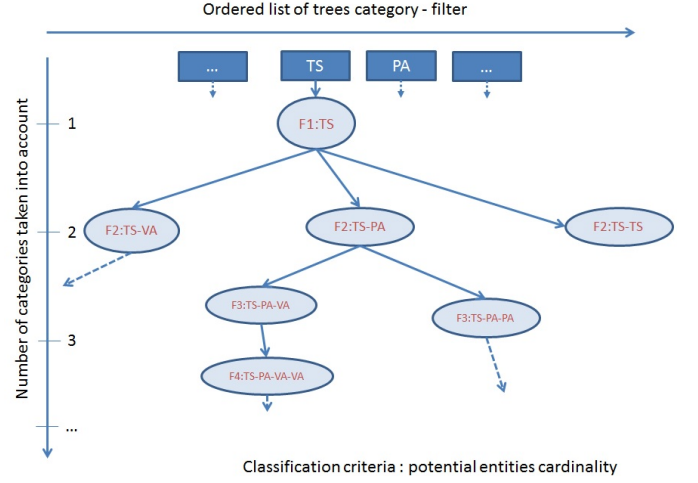 Ordered list of trees category - filter
...
TS
PA
...
Number of categories taken into account
1
F1:TS
2
F2:TS-VA
F2:TS-PA
F2:TS-TS
F3:TS-PA-VA
F3:TS-PA-PA
3
F4:TS-PA-VA-VA
...
Classification criteria : potential entities cardinality